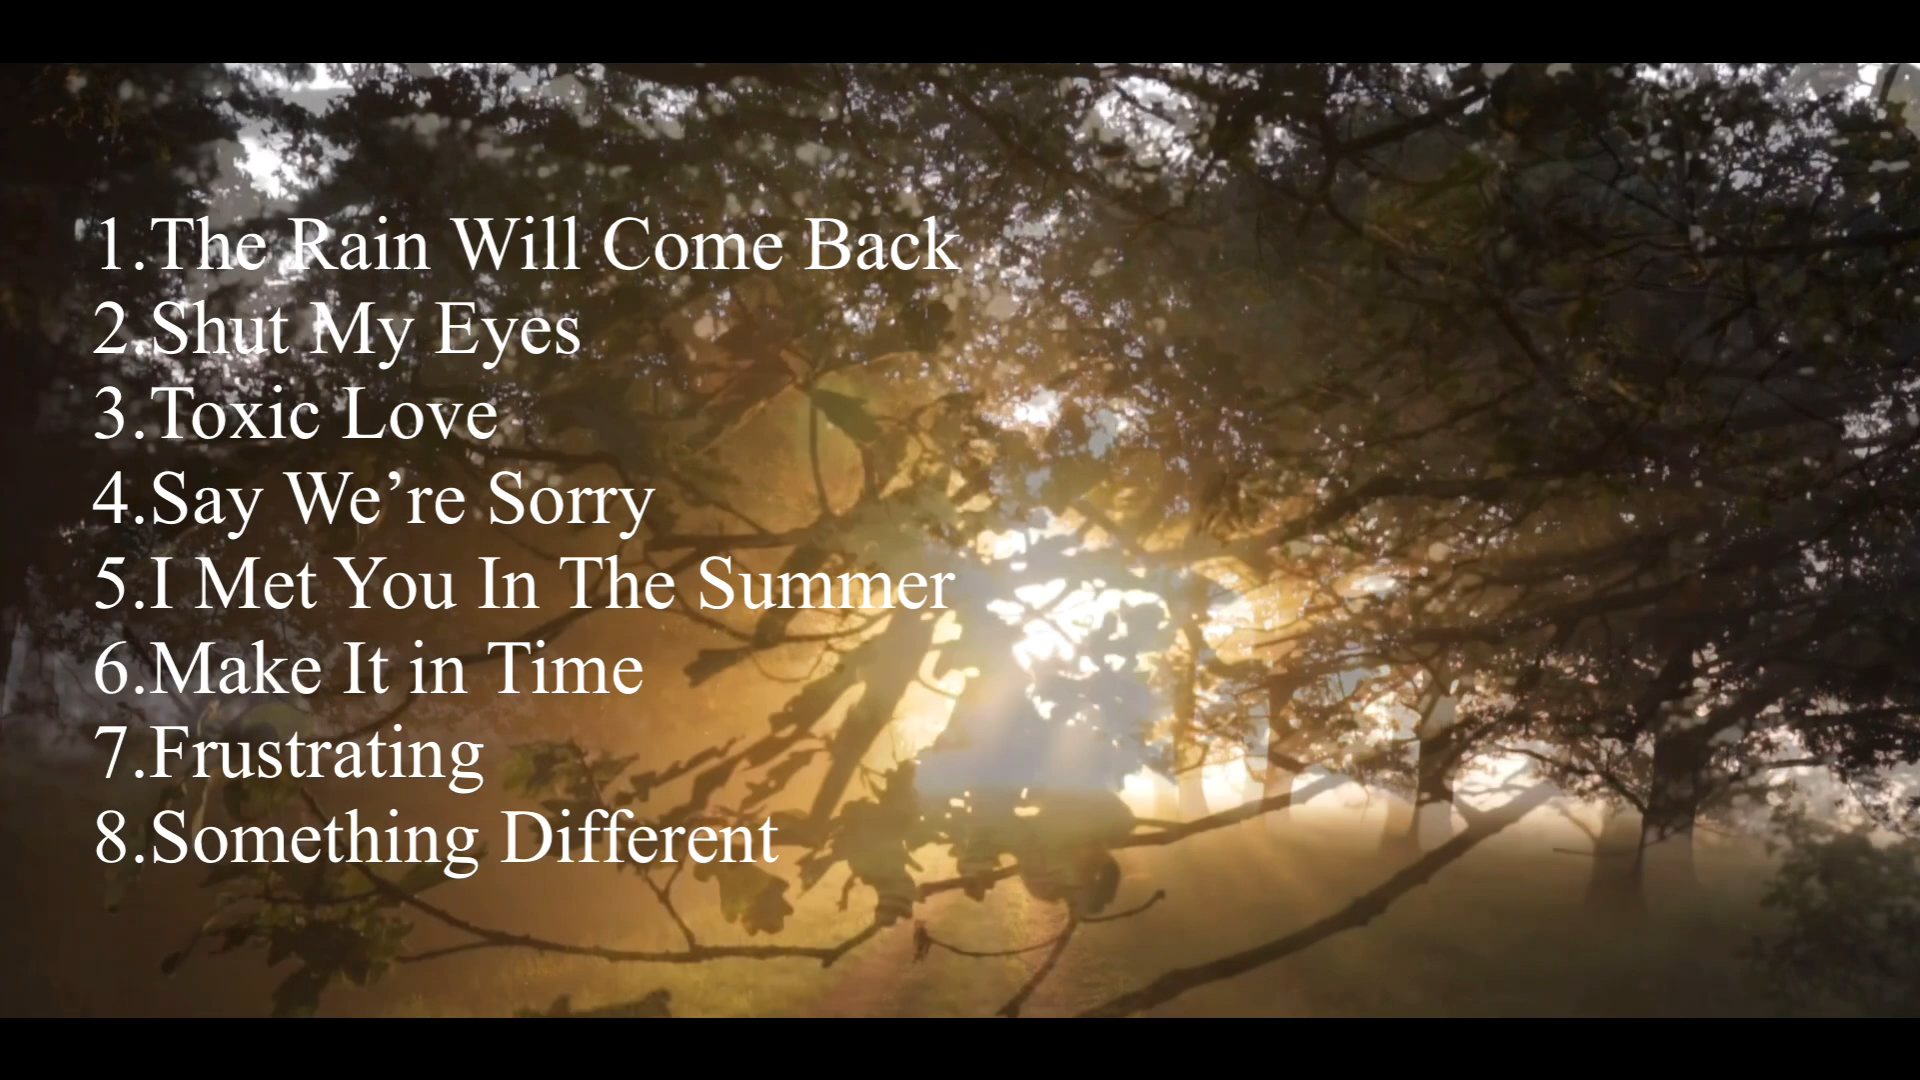 1.The Rain Will Come Back
2.Shut My Eyes
3.Toxic Love
4.Say We’re Sorry
5.I Met You In The Summer
6.Make It in Time
7.Frustrating
8.Something Different